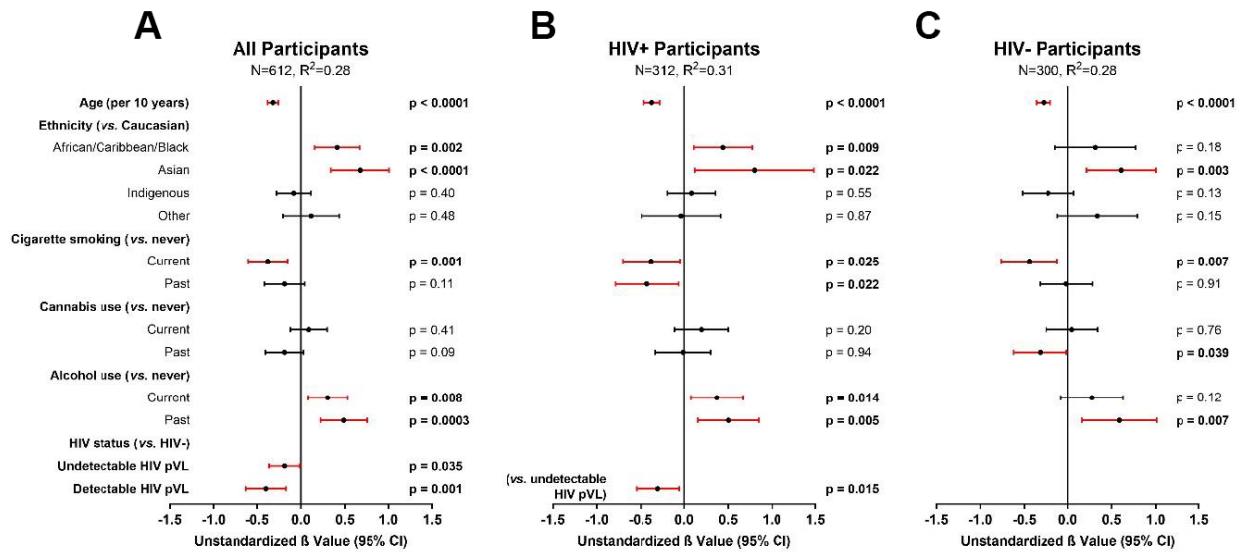 A
All Participants
N=612, R²=0.28
Age (per 10 years) p < 0.0001
Ethnicity (vs. Caucasian)
African/Caribbean/Black p = 0.002
Asian p < 0.0001
Indigenous p = 0.40
Other p = 0.48
Cigarette smoking (vs. never)
Current p = 0.001
Past p = 0.11
Cannabis use (vs. never)
Current p = 0.41
Past p = 0.09
Alcohol use (vs. never)
Current p = 0.008
Past p = 0.0003
HIV status (vs. HIV-)
Undetectable HIV pVL p = 0.035
Detectable HIV pVL p = 0.001
-1.5 -1.0 -0.5 0.0 0.5 1.0 1.5
Unstandardized ß Value (95% CI)
B
HIV+ Participants
N=312, R²=0.31
p < 0.0001
p = 0.009
p = 0.022
p = 0.55
p = 0.87
p = 0.025
p = 0.022
p = 0.20
p = 0.94
p = 0.014
p = 0.005
(vs. undetectable
HIV pVL) p = 0.015
-1.5 -1.0 -0.5 0.0 0.5 1.0 1.5
Unstandardized ß Value (95% CI)
C
HIV- Participants
N=300, R²=0.28
p < 0.0001
p = 0.18
p = 0.003
p = 0.13
p = 0.15
p = 0.007
p = 0.91
p = 0.76
p = 0.039
p = 0.12
p = 0.007
-1.5 -1.0 -0.5 0.0 0.5 1.0 1.5
Unstandardized ß Value (95% CI)